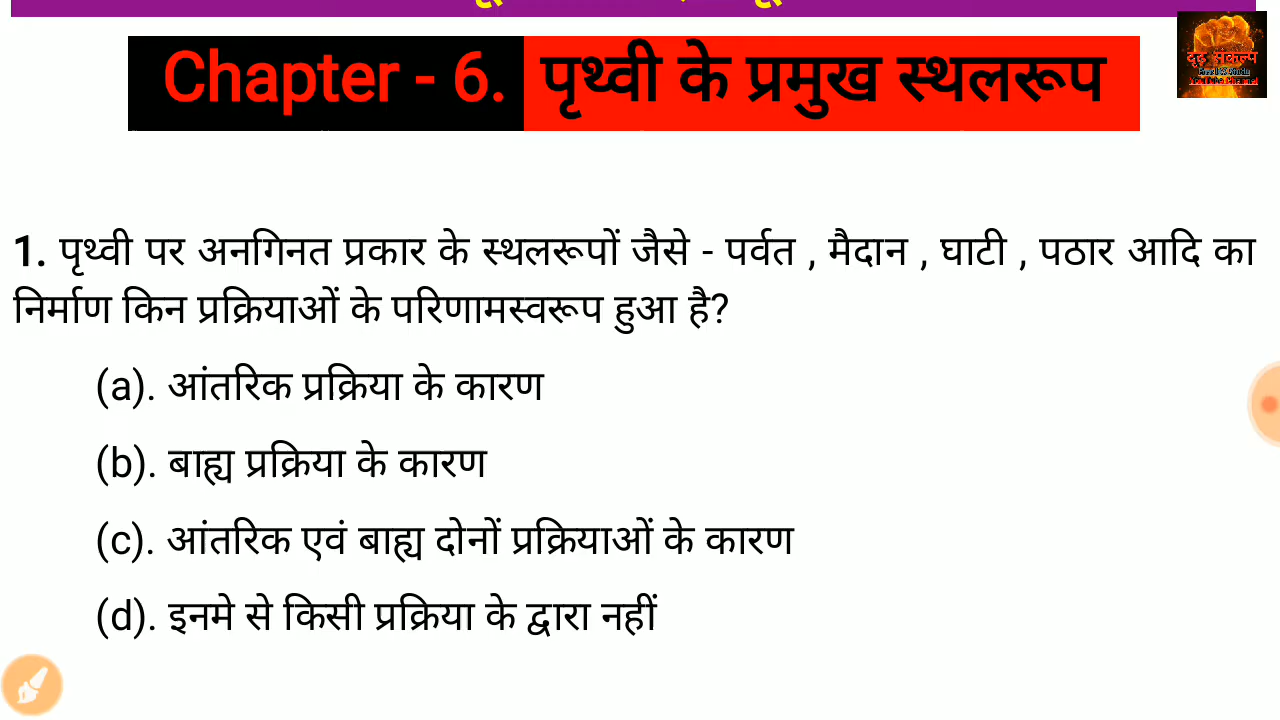 Chapter - 6. पृथ्वी के प्रमुख स्थलरूप
दृढ़ संकल्प
1. पृथ्वी पर अनगिनत प्रकार के स्थलरूपों जैसे - पर्वत , मैदान , घाटी , पठार आदि का
निर्माण किन प्रक्रियाओं के परिणामस्वरूप हुआ है?
(a). आंतरिक प्रक्रिया के कारण
(b). बाह्य प्रक्रिया के कारण
(c). आंतरिक एवं बाह्य दोनों प्रक्रियाओं के कारण
(d). इनमे से किसी प्रक्रिया के द्वारा नहीं